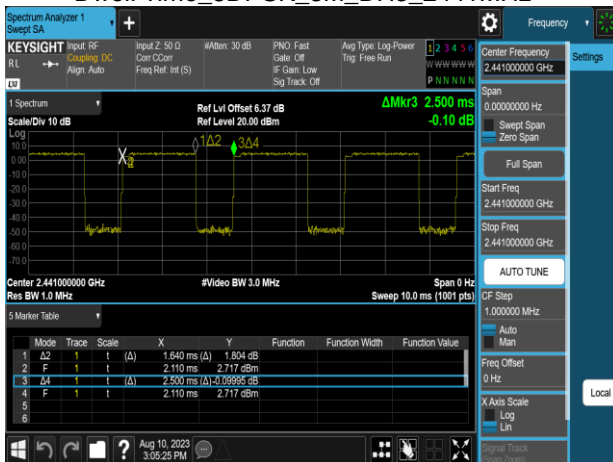 Spectrum Analyzer 1
Swept SA
+
Frequency
KEYSIGHT
Input: RF
Input Z: 50 Ω
#Atten: 30 dB
PNO: Fast
Avg Type: Log-Power
1 2 3 4 5 6
RL
Coupling: DC
Corr CCorr
Gate: Off
Trig: Free Run
W W W W W W
Align: Auto
Freq Ref: Int (S)
IF Gain: Low
Sig Track: Off
P N N N N N
LXI
1 Spectrum
Ref Lvl Offset 6.37 dB
ΔMkr3 2.500 ms
Scale/Div 10 dB
Ref Level 20.00 dBm
-0.10 dB
Log
10.0
0.00
-10.0
-20.0
-30.0
-40.0
-50.0
-60.0
-70.0
1Δ2
3Δ4
Center 2.441000000 GHz
#Video BW 3.0 MHz
Span 0 Hz
Res BW 1.0 MHz
Sweep 10.0 ms (1001 pts)
5 Marker Table
Mode Trace Scale X Y Function Function Width Function Value
1 Δ2 1 t (Δ) 1.640 ms (Δ) 1.804 dB
2 F 1 t 2.110 ms 2.717 dBm
3 Δ4 1 t (Δ) 2.500 ms (Δ) -0.09995 dB
4 F 1 t 2.110 ms 2.717 dBm
5
6
Aug 10, 2023
3:05:25 PM
Center Frequency
2.441000000 GHz
Settings
Span
0.00000000 Hz
Swept Span
Zero Span
Full Span
Start Freq
2.441000000 GHz
Stop Freq
2.441000000 GHz
AUTO TUNE
CF Step
1.000000 MHz
Auto
Man
Freq Offset
0 Hz
Local
X Axis Scale
Log
Lin
Signal Track
(Span Zoom)